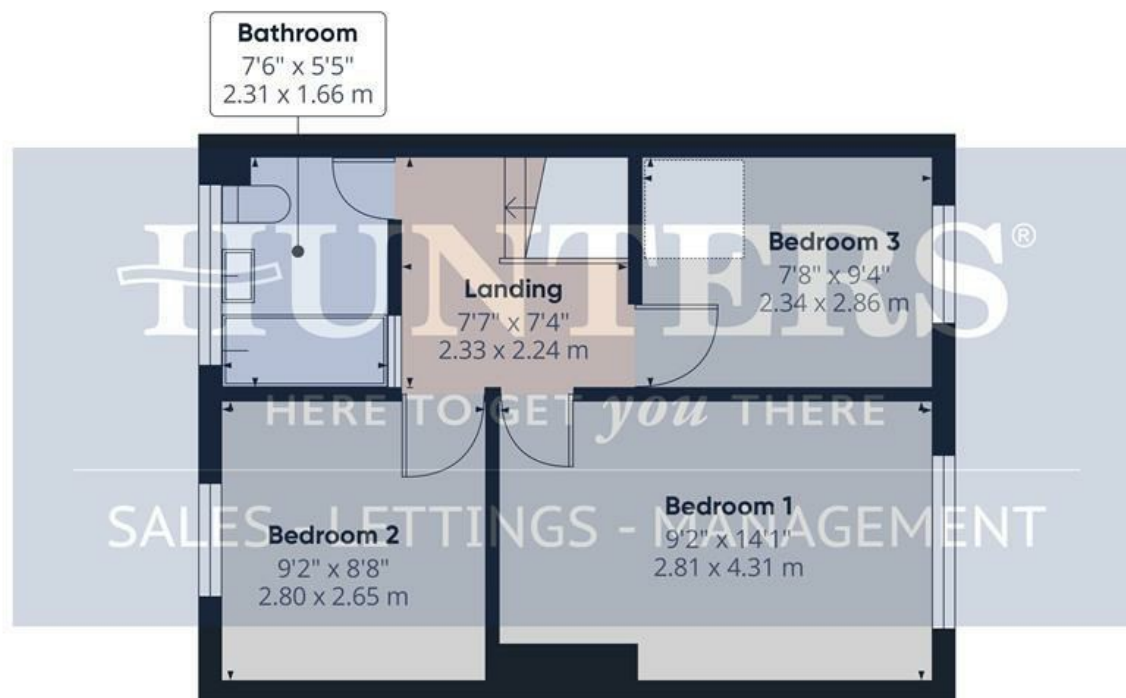 Bathroom
7'6" x 5'5"
2.31 x 1.66 m
HUNTERS®
Bedroom 3
7'8" x 9'4"
2.34 x 2.86 m
Landing
7'7" x 7'4"
2.33 x 2.24 m
HERE TO GET you THERE
SALES - LETTINGS - MANAGEMENT
Bedroom 2
9'2" x 8'8"
2.80 x 2.65 m
Bedroom 1
9'2" x 14'1"
2.81 x 4.31 m